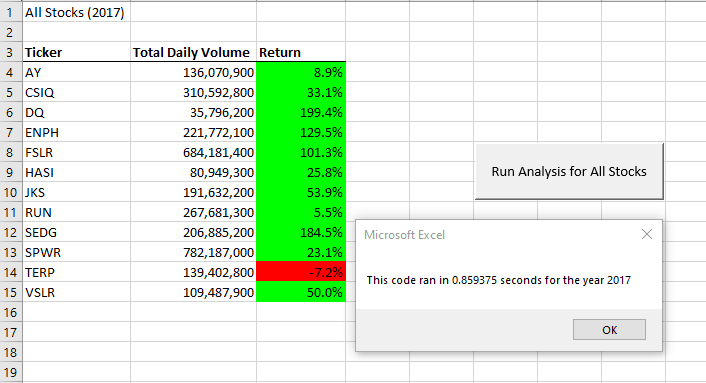 1 All Stocks (2017)
2
3 Ticker Total Daily Volume Return
4 AY 136,070,900 8.9%
5 CSIQ 310,592,800 33.1%
6 DQ 35,796,200 199.4%
7 ENPH 221,772,100 129.5%
8 FSLR 684,181,400 101.3%
9 HASI 80,949,300 25.8%
10 JKS 191,632,200 53.9%
11 RUN 267,681,300 5.5%
12 SEDG 206,885,200 184.5%
13 SPWR 782,187,000 23.1%
14 TERP 139,402,800 -7.2%
15 VSLR 109,487,900 50.0%
16
17
18
19
Run Analysis for All Stocks
Microsoft Excel
This code ran in 0.859375 seconds for the year 2017
OK